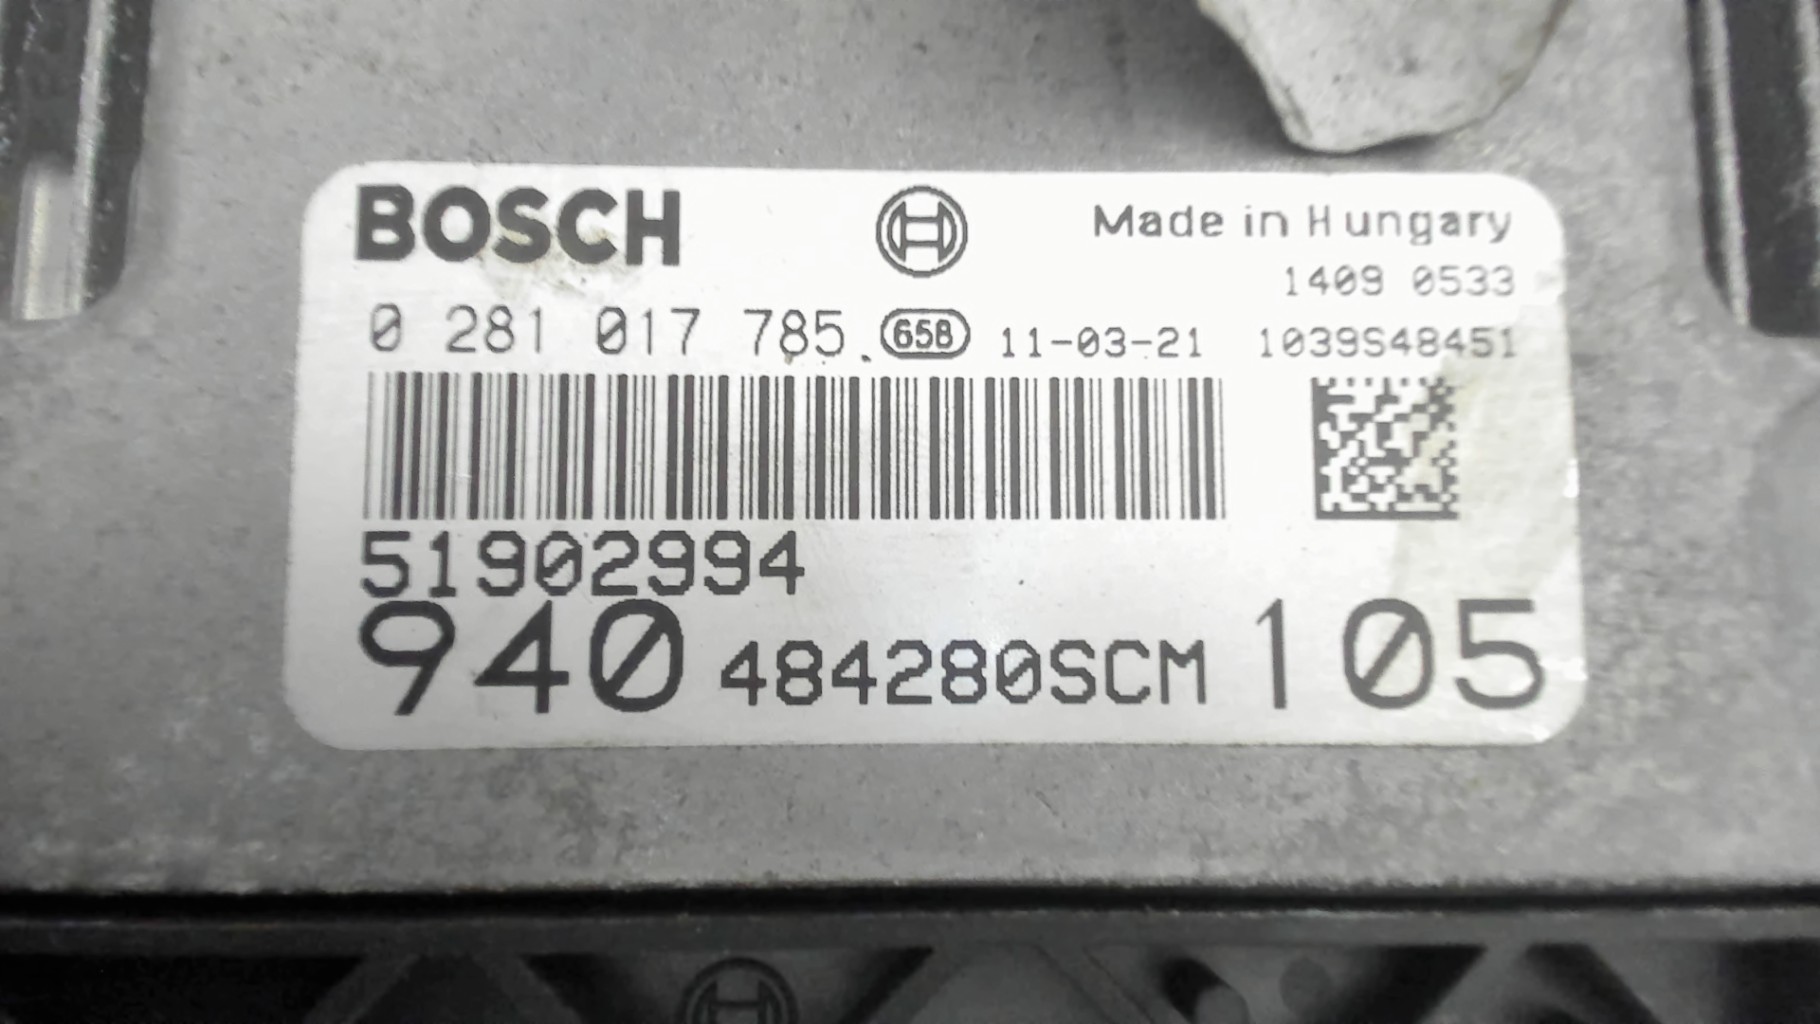 BOSCH
Made in Hungary
1409 0533
0 281 017 785. 658 11-03-21 1039S48451
51902994
940 484280SCM 105